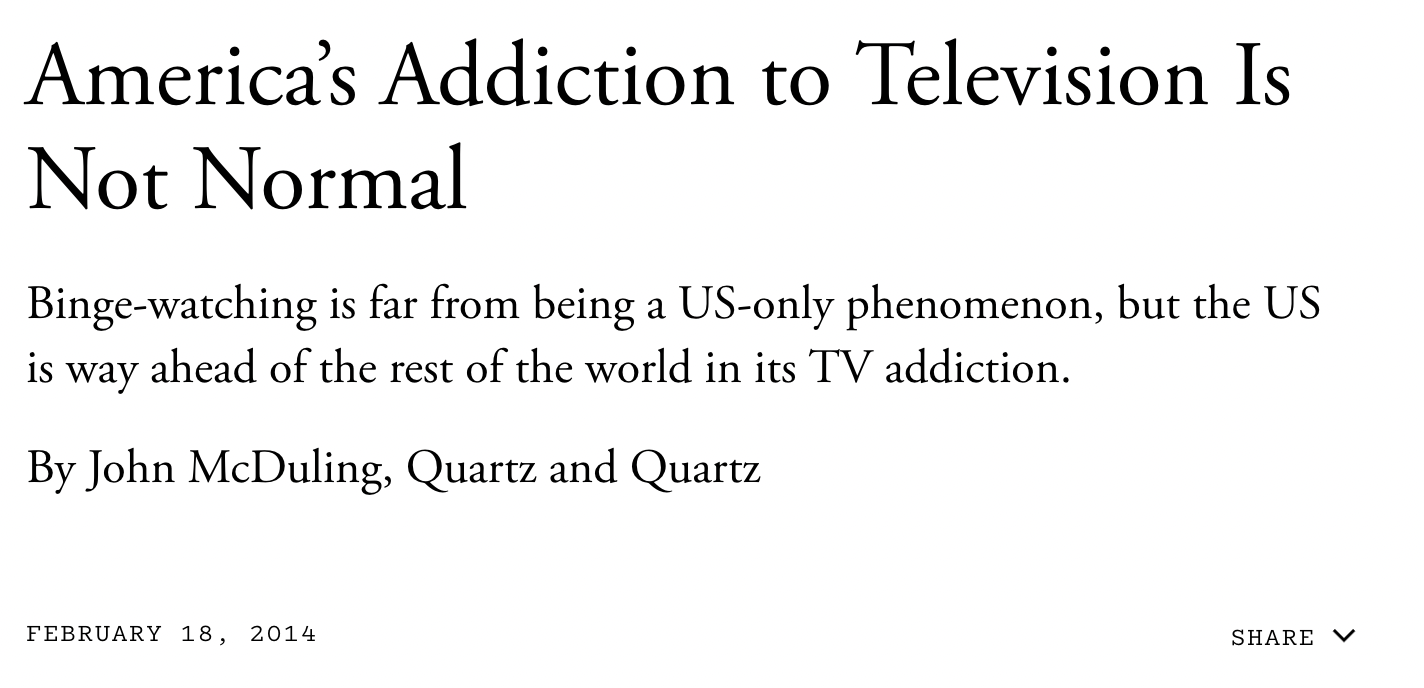 America’s Addiction to Television Is
Not Normal
Binge-watching is far from being a US-only phenomenon, but the US
is way ahead of the rest of the world in its TV addiction.
By John McDuling, Quartz and Quartz
FEBRUARY 18, 2014
SHARE